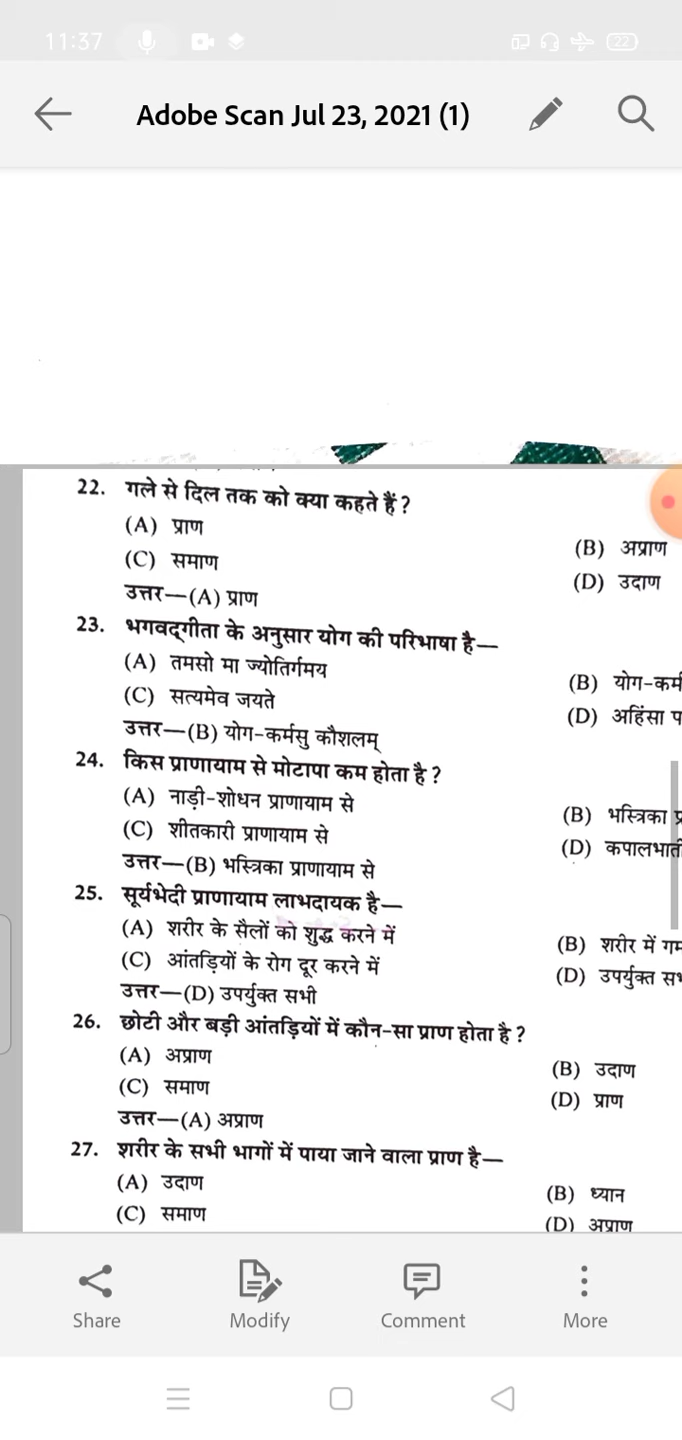 11:37
22
Adobe Scan Jul 23, 2021 (1)
22. गले से दिल तक को क्या कहते हैं ?
(A) प्राण
(B) अप्राण
(C) समाण
(D) उदाण
उत्तर—(A) प्राण
23. भगवद्गीता के अनुसार योग की परिभाषा है—
(A) तमसो मा ज्योतिर्गमय
(B) योग-कर्म
(C) सत्यमेव जयते
(D) अहिंसा प
उत्तर—(B) योग-कर्मसु कौशलम्
24. किस प्राणायाम से मोटापा कम होता है ?
(A) नाड़ी-शोधन प्राणायाम से
(B) भस्त्रिका प्र
(C) शीतकारी प्राणायाम से
(D) कपालभाती
उत्तर—(B) भस्त्रिका प्राणायाम से
25. सूर्यभेदी प्राणायाम लाभदायक है—
(A) शरीर के सैलों को शुद्ध करने में
(B) शरीर में गर्म
(C) आंतड़ियों के रोग दूर करने में
(D) उपर्युक्त सभ
उत्तर—(D) उपर्युक्त सभी
26. छोटी और बड़ी आंतड़ियों में कौन-सा प्राण होता है ?
(A) अप्राण
(B) उदाण
(C) समाण
(D) प्राण
उत्तर—(A) अप्राण
27. शरीर के सभी भागों में पाया जाने वाला प्राण है—
(A) उदाण
(B) ध्यान
(C) समाण
(D) अप्राण
Share Modify Comment More